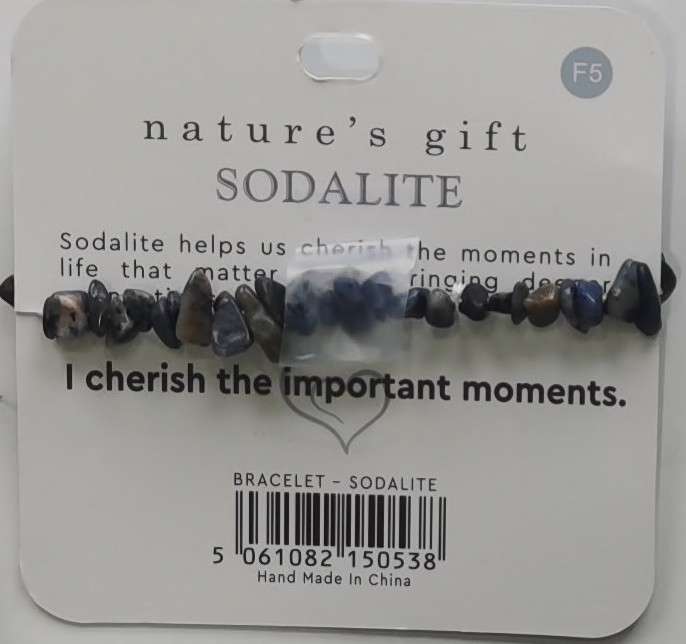 F5
nature's gift
SODALITE
Sodalite helps us cherish the moments in
life that matter
I cherish the important moments.
BRACELET - SODALITE
5 061082 150538
Hand Made In China